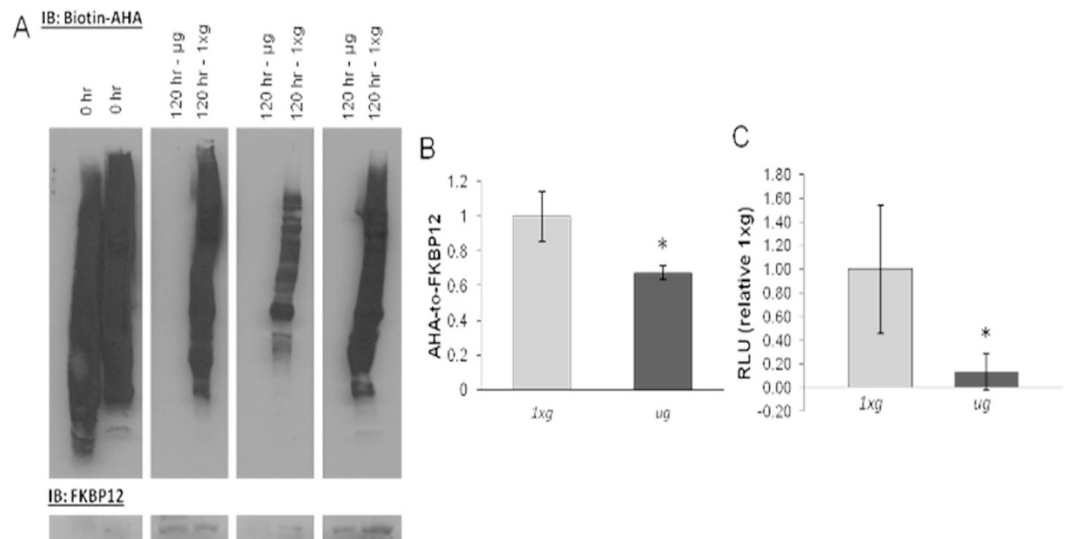 A
IB: Biotin-AHA
0 hr
0 hr
120 hr - µg
120 hr - 1xg
120 hr - µg
120 hr - 1xg
120 hr - µg
120 hr - 1xg
IB: FKBP12
B
AHA-to-FKBP12
1.2
1
0.8
0.6
0.4
0.2
0
*
1xg
ug
C
RLU (relative 1xg)
1.80
1.60
1.40
1.20
1.00
0.80
0.60
0.40
0.20
0.00
-0.20
*
1xg
ug